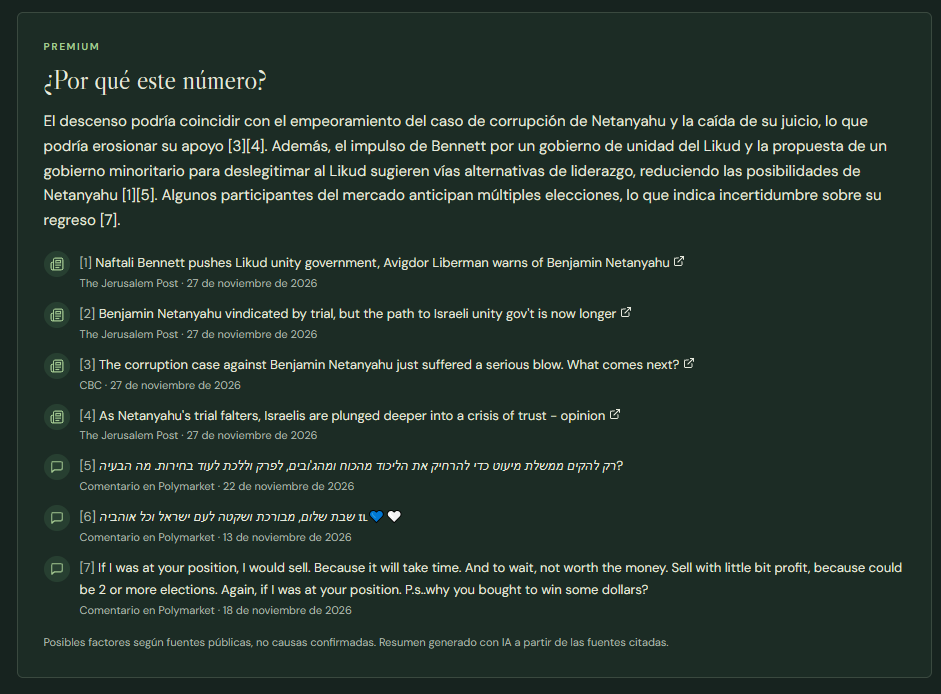 PREMIUM
¿Por qué este número?
El descenso podría coincidir con el empeoramiento del caso de corrupción de Netanyahu y la caída de su juicio, lo que
podría erosionar su apoyo [3][4]. Además, el impulso de Bennett por un gobierno de unidad del Likud y la propuesta de un
gobierno minoritario para deslegitimar al Likud sugieren vías alternativas de liderazgo, reduciendo las posibilidades de
Netanyahu [1][5]. Algunos participantes del mercado anticipan múltiples elecciones, lo que indica incertidumbre sobre su
regreso [7].
[1] Naftali Bennett pushes Likud unity government, Avigdor Liberman warns of Benjamin Netanyahu
The Jerusalem Post · 27 de noviembre de 2026
[2] Benjamin Netanyahu vindicated by trial, but the path to Israeli unity gov't is now longer
The Jerusalem Post · 27 de noviembre de 2026
[3] The corruption case against Benjamin Netanyahu just suffered a serious blow. What comes next?
CBC · 27 de noviembre de 2026
[4] As Netanyahu's trial falters, Israelis are plunged deeper into a crisis of trust - opinion
The Jerusalem Post · 27 de noviembre de 2026
[5] רק להקים ממשלת מיעוט כדי להרחיק את הליכוד מהכוח ומהג'ובים, לפרק וללכת לעוד בחירות. מה הבעיה?
Comentario en Polymarket · 22 de noviembre de 2026
[6] שבת שלום, מבורכת ושקטה לעם ישראל וכל אוהביה 🇮🇱💙 🤍
Comentario en Polymarket · 13 de noviembre de 2026
[7] If I was at your position, I would sell. Because it will take time. And to wait, not worth the money. Sell with little bit profit, because could
be 2 or more elections. Again, if I was at your position. P.s..why you bought to win some dollars?
Comentario en Polymarket · 18 de noviembre de 2026
Posibles factores según fuentes públicas, no causas confirmadas. Resumen generado con IA a partir de las fuentes citadas.